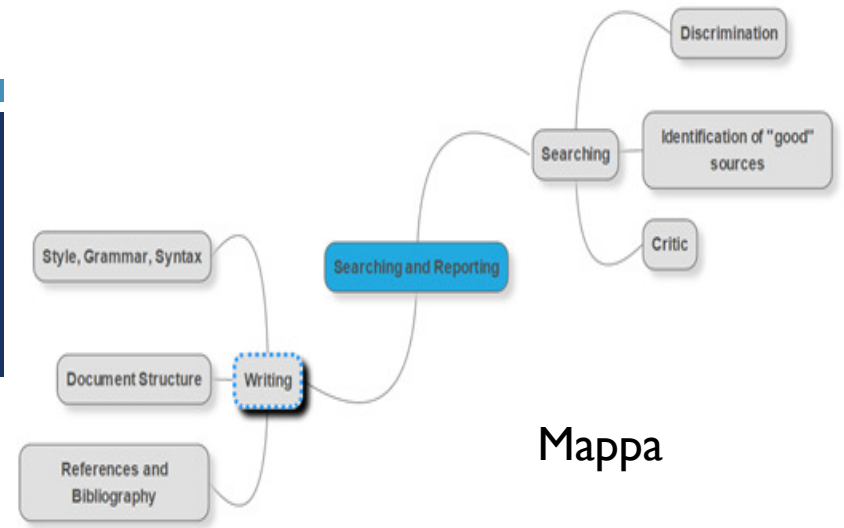 Discrimination
Searching
Identification of "good"
sources
Critic
Searching and Reporting
Style, Grammar, Syntax
Document Structure
Writing
References and
Bibliography
Mappa